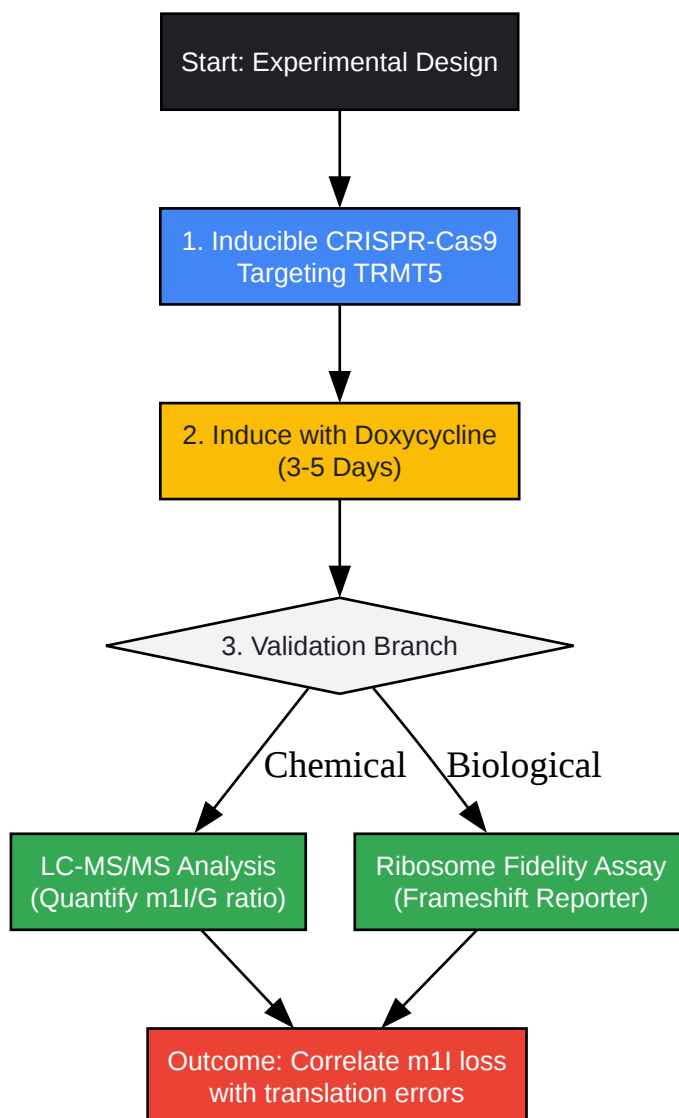 Start: Experimental Design
1. Inducible CRISPR-Cas9
Targeting TRMT5
2. Induce with Doxycycline
(3-5 Days)
3. Validation Branch
Chemical
Biological
LC-MS/MS Analysis
(Quantify m1I/G ratio)
Ribosome Fidelity Assay
(Frameshift Reporter)
Outcome: Correlate m1I loss
with translation errors